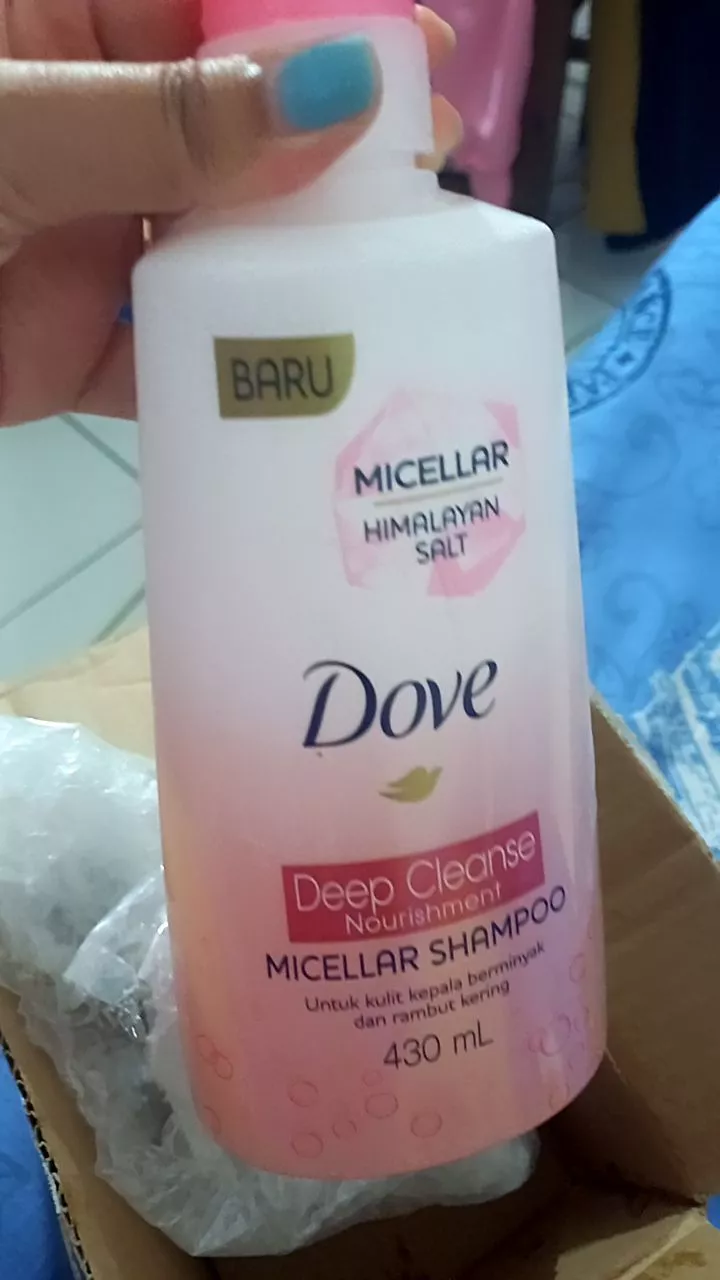 BARU
MICELLAR
HIMALAYAN
SALT
Dove
Deep Cleanse
Nourishment
MICELLAR SHAMPOO
Untuk kulit kepala berminyak
dan rambut kering
430 mL